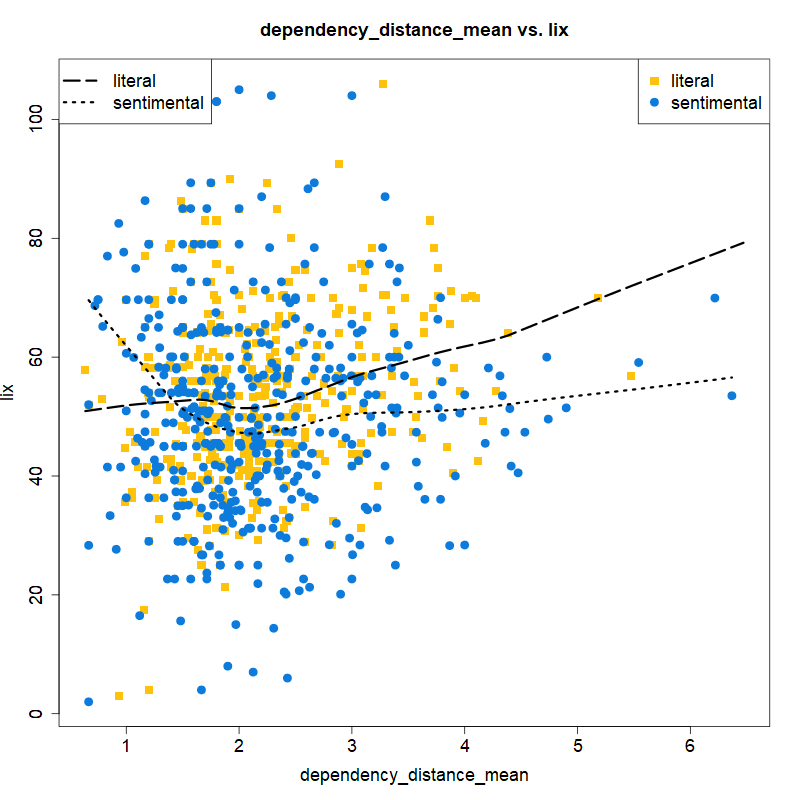 dependency_distance_mean vs. lix
literal
sentimental
literal
sentimental
100
80
60
40
20
0
lix
1 2 3 4 5 6
dependency_distance_mean